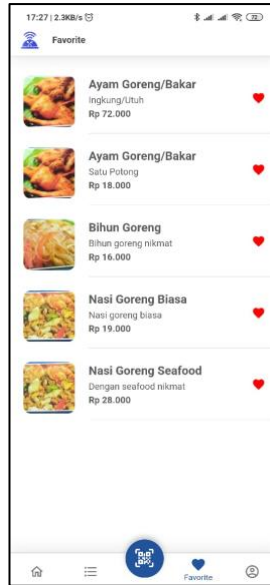 17:27 | 2.3KB/s
72
Favorite
Ayam Goreng/Bakar
Ingkung/Utuh
Rp 72.000
Ayam Goreng/Bakar
Satu Potong
Rp 18.000
Bihun Goreng
Bihun goreng nikmat
Rp 16.000
Nasi Goreng Biasa
Nasi goreng biasa
Rp 19.000
Nasi Goreng Seafood
Dengan seafood nikmat
Rp 28.000
Favorite